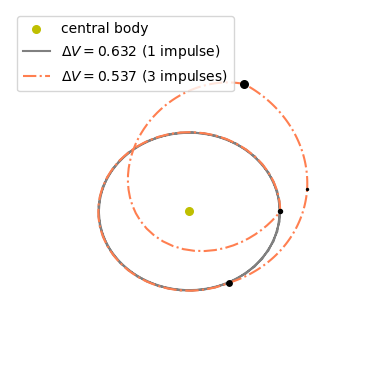 central body
ΔV = 0.632 (1 impulse)
ΔV = 0.537 (3 impulses)